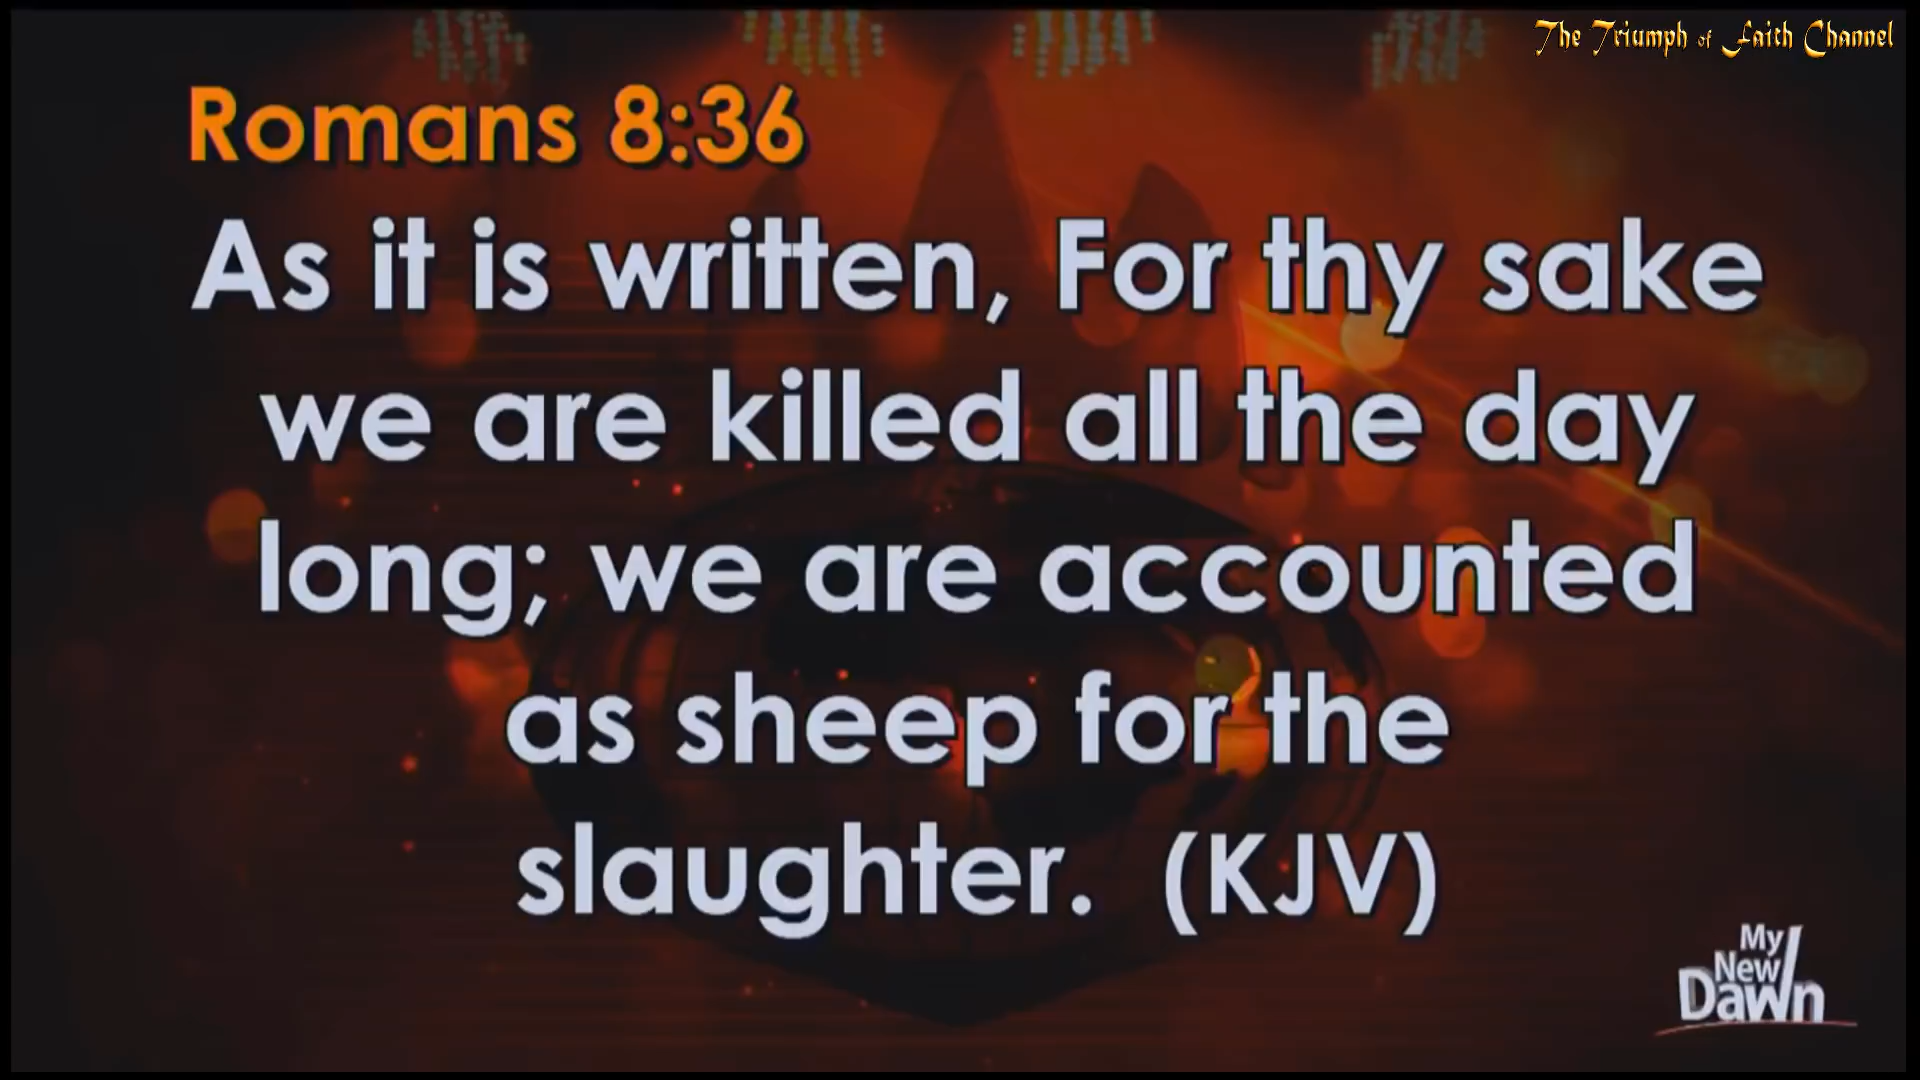 The Triumph of Faith Channel
Romans 8:36
As it is written, For thy sake
we are killed all the day
long; we are accounted
as sheep for the
slaughter. (KJV)
My
New
Dawn